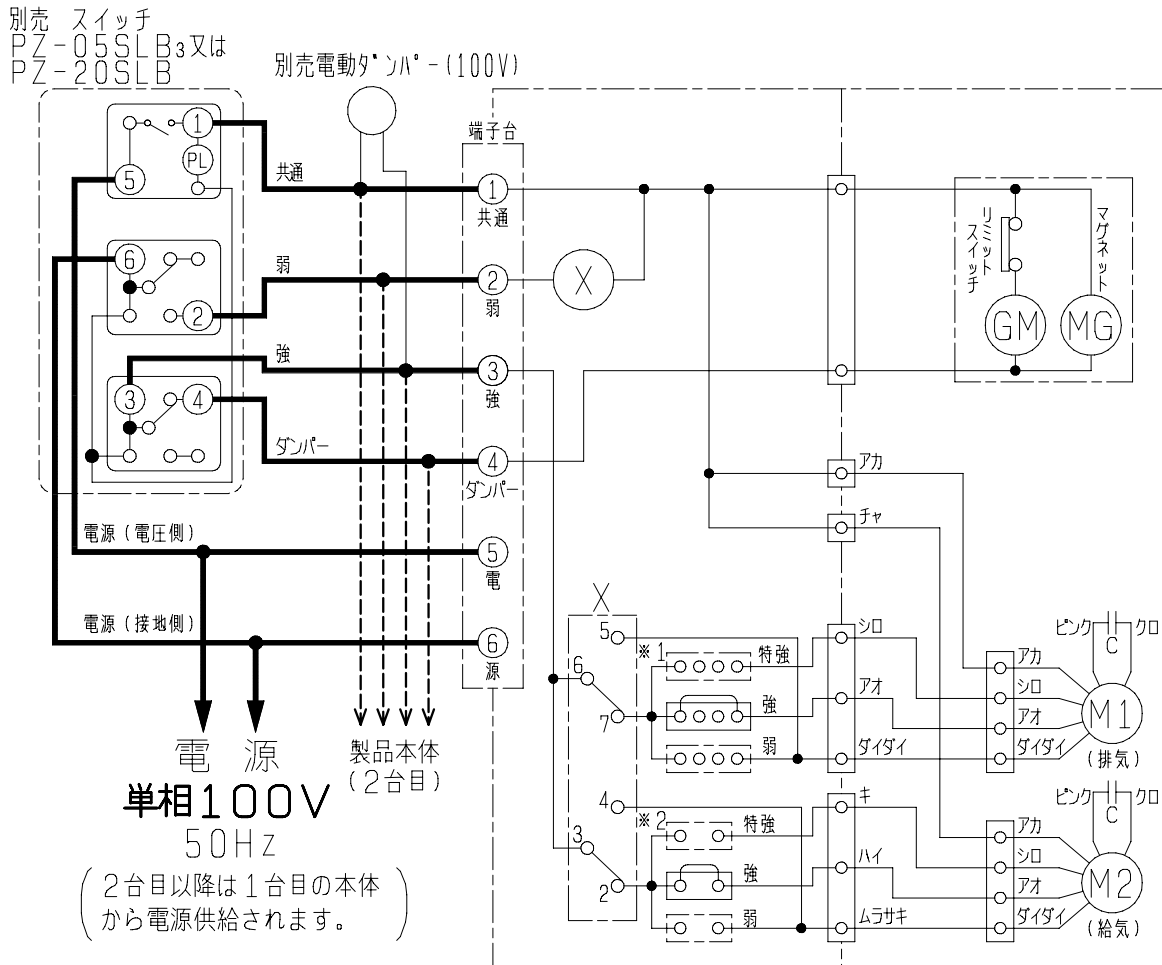 別売 スイッチ
PZ-05SLB3又は
PZ-20SLB
別売電動ダンパー(100V)
端子台
1
PL
5
共通
1
共通
6
2
弱
2
弱
X
リミット
スイッチ
マグネット
GM
MG
強
3
4
3
強
ダンパー
4
ダンパー
アカ
チャ
電源(電圧側)
5
電
電源(接地側)
6
源
X
5
6
7
4
3
2
※1
特強
強
弱
※2
特強
強
弱
シロ
アオ
ダイダイ
キ
ハイ
ムラサキ
アカ
シロ
アオ
ダイダイ
ピンク
C
クロ
M1
(排気)
アカ
シロ
アオ
ダイダイ
ピンク
C
クロ
M2
(給気)
電 源
単相100V
50Hz
製品本体
(2台目)
(2台目以降は1台目の本体
から電源供給されます。)